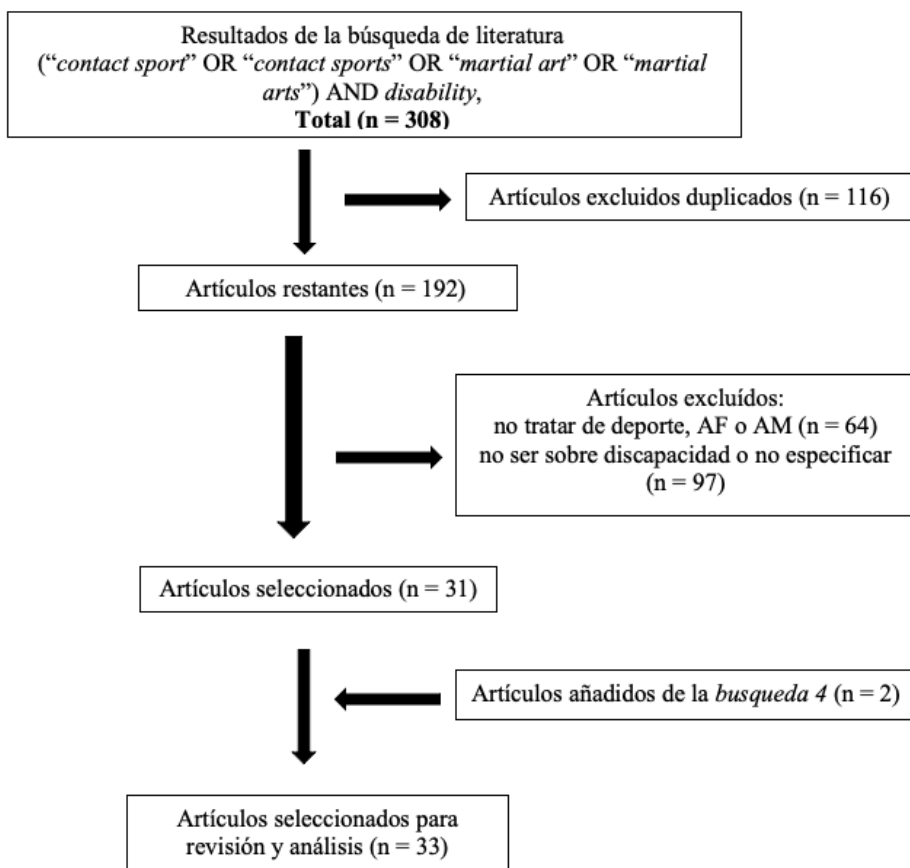 Resultados de la búsqueda de literatura
(“contact sport” OR “contact sports” OR “martial art” OR “martial
arts”) AND disability,
Total (n = 308)
Artículos excluidos duplicados (n = 116)
Artículos restantes (n = 192)
Artículos excluídos:
no tratar de deporte, AF o AM (n = 64)
no ser sobre discapacidad o no especificar
(n = 97)
Artículos seleccionados (n = 31)
Artículos añadidos de la busqueda 4 (n = 2)
Artículos seleccionados para
revisión y análisis (n = 33)